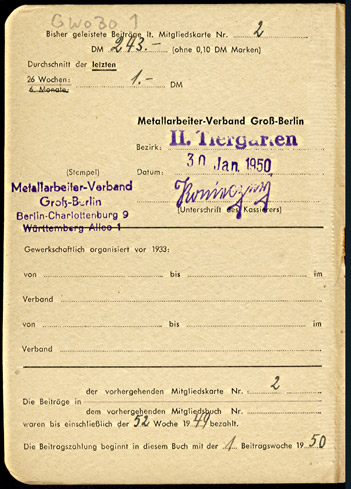 GW030 1
Bisher geleistete Beiträge lt. Mitgliedskarte Nr. 2
DM 243.- (ohne 0,10 DM Marken)
Durchschnitt der letzten
26 Wochen: 1.- DM
6 Monate:
Metallarbeiter-Verband Groß-Berlin
Bezirk: II. Tiergarten
(Stempel) Datum: 30 Jan. 1950
Metallarbeiter-Verband
Groß-Berlin
Berlin-Charlottenburg 9
Württemberg Allee 1
(Unterschrift des Kassierers)
Gewerkschaftlich organisiert vor 1933:
von bis im
Verband
von bis im
Verband
der vorhergehenden Mitgliedskarte Nr. 2
Die Beiträge in
dem vorhergehenden Mitgliedsbuch Nr.
waren bis einschließlich der 52 Woche 1949 bezahlt.
Die Beitragszahlung beginnt in diesem Buch mit der 1 Beitragswoche 1950